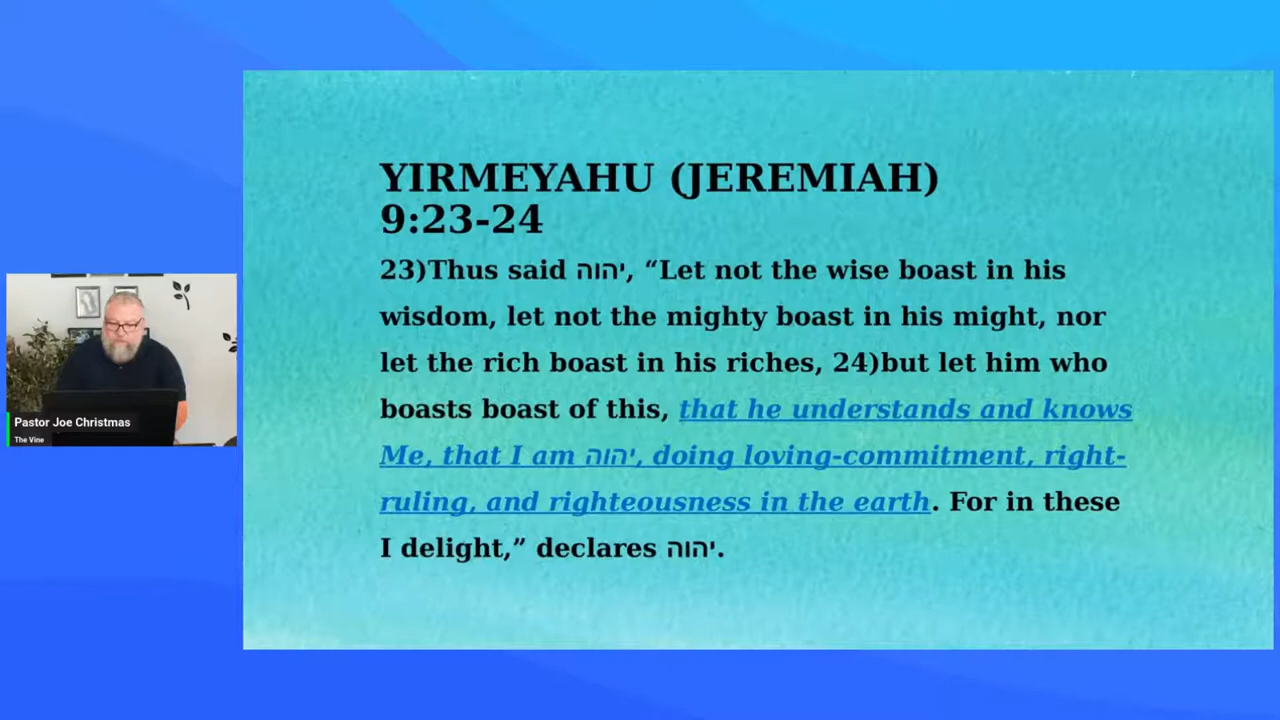 YIRMEYAHU (JEREMIAH)
9:23-24
23)Thus said יהוה, “Let not the wise boast in his
wisdom, let not the mighty boast in his might, nor
let the rich boast in his riches, 24)but let him who
boasts boast of this, that he understands and knows
Me, that I am יהוה, doing loving-commitment, right-
ruling, and righteousness in the earth. For in these
I delight,” declares יהוה.
Pastor Joe Christmas
The Vine